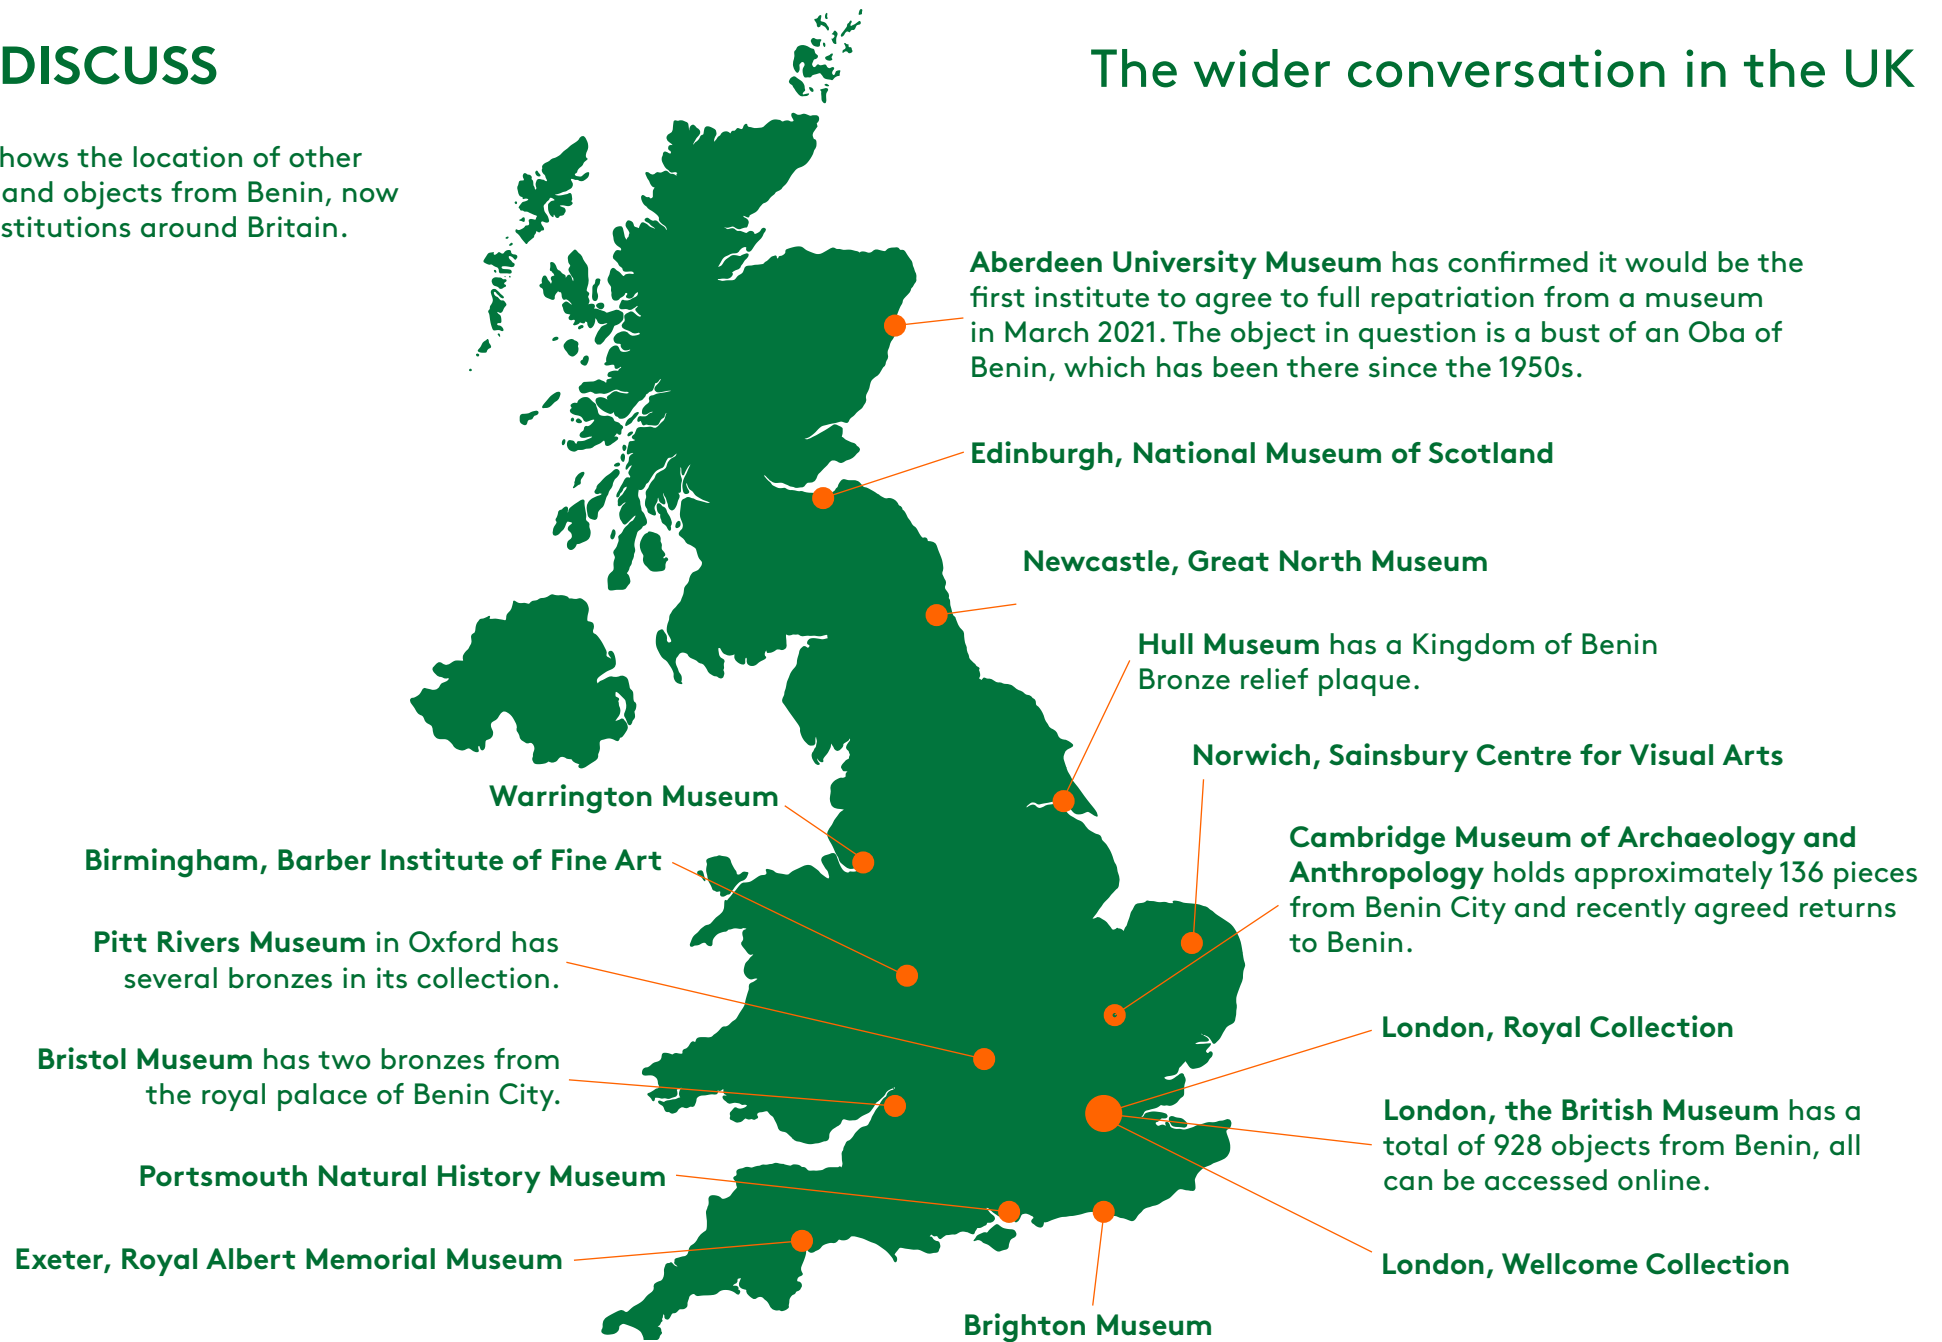 DISCUSS
The wider conversation in the UK
hows the location of other
and objects from Benin, now
stitutions around Britain.
Aberdeen University Museum has confirmed it would be the
first institute to agree to full repatriation from a museum
in March 2021. The object in question is a bust of an Oba of
Benin, which has been there since the 1950s.
Edinburgh, National Museum of Scotland
Newcastle, Great North Museum
Hull Museum has a Kingdom of Benin
Bronze relief plaque.
Norwich, Sainsbury Centre for Visual Arts
Warrington Museum
Cambridge Museum of Archaeology and
Anthropology holds approximately 136 pieces
from Benin City and recently agreed returns
to Benin.
Birmingham, Barber Institute of Fine Art
Pitt Rivers Museum in Oxford has
several bronzes in its collection.
London, Royal Collection
Bristol Museum has two bronzes from
the royal palace of Benin City.
London, the British Museum has a
total of 928 objects from Benin, all
can be accessed online.
Portsmouth Natural History Museum
Exeter, Royal Albert Memorial Museum
London, Wellcome Collection
Brighton Museum